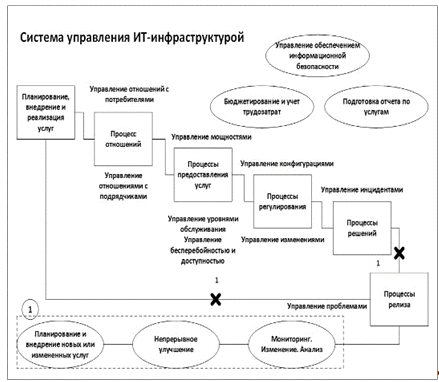 Система управления ИТ-инфраструктурой
Управление обеспечением
информационной
безопасности
Планирование,
внедрение и
реализация
услуг
Управление отношений с
потребителями
Бюджетирование и учет
трудозатрат
Подготовка отчета по
услугам
Процесс
отношений
Управление мощностями
Управление
отношениями с
подрядчиками
Процессы
предоставления
услуг
Управление конфигурациями
Процессы
регулирования
Управление инцидентами
Процессы
решений
Управление уровнями
обслуживания
Управление
бесперебойностью и
доступностью
Управление изменениями
1
1
Процессы
релиза
Управление проблемами
1
Планирование и
внедрение новых или
измененных услуг
Непрерывное
улучшение
Мониторинг.
Изменение. Анализ